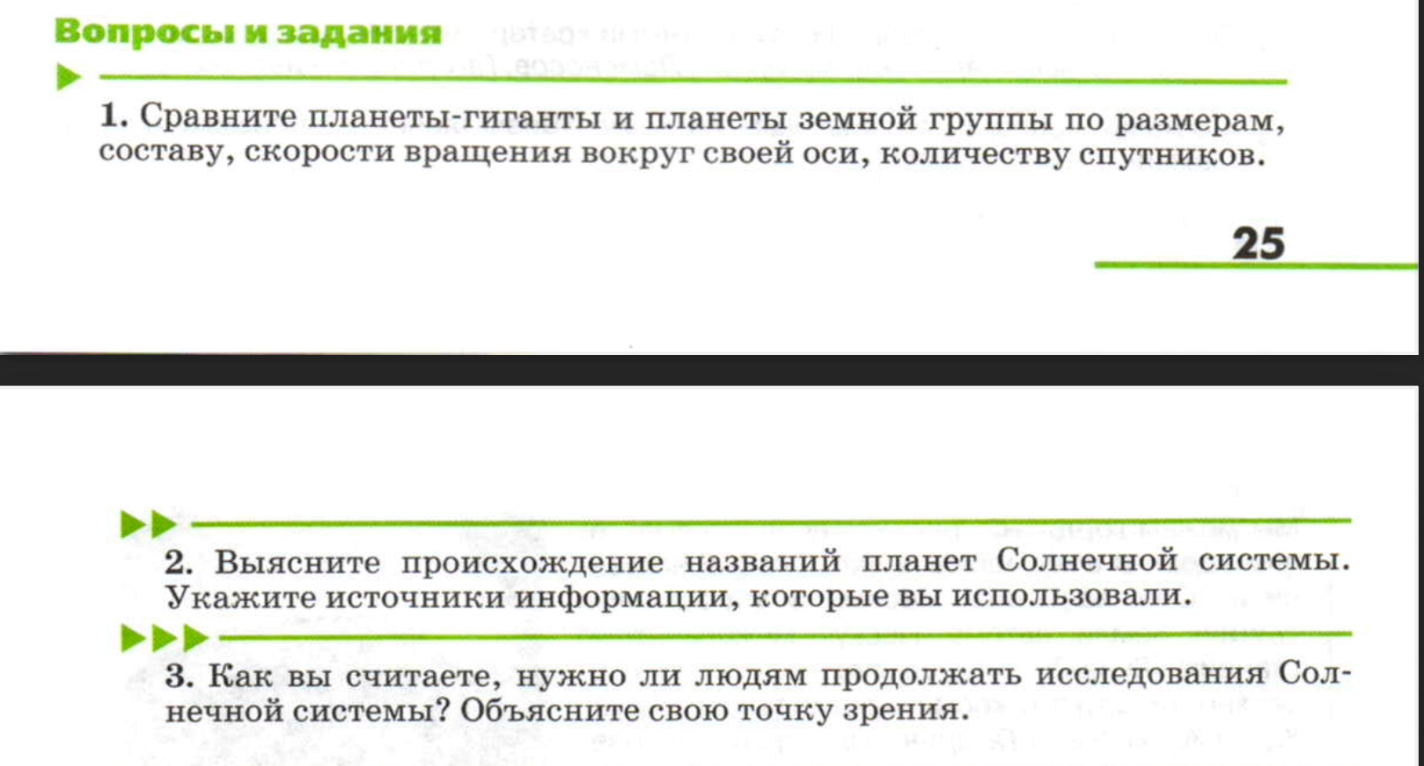 Вопросы и задания
1. Сравните планеты-гиганты и планеты земной группы по размерам,
составу, скорости вращения вокруг своей оси, количеству спутников.
25
2. Выясните происхождение названий планет Солнечной системы.
Укажите источники информации, которые вы использовали.
3. Как вы считаете, нужно ли людям продолжать исследования Сол-
нечной системы? Объясните свою точку зрения.